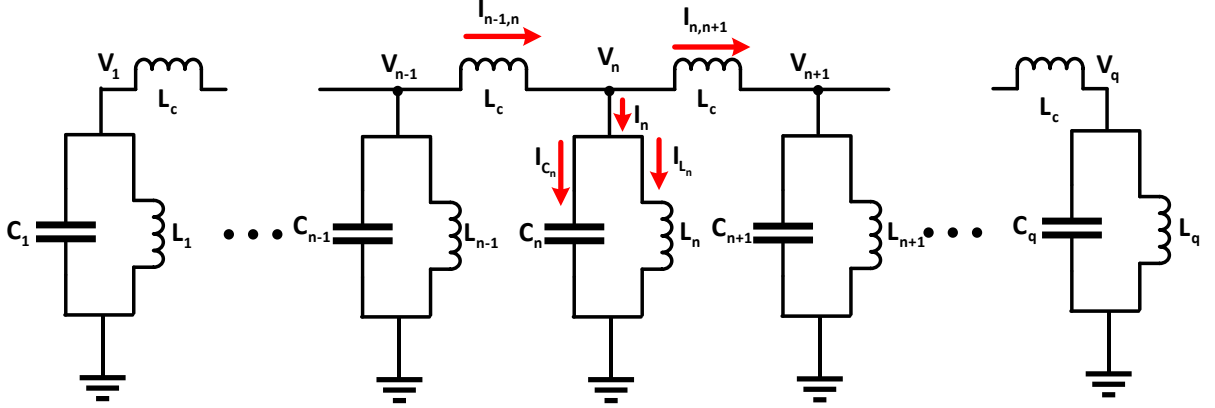 I_{n-1,n} I_{n,n+1}
V_1 V_{n-1} V_n V_{n+1} V_q
L_c L_c L_c L_c
I_n
I_{C_n} I_{L_n}
C_1 L_1 C_{n-1} L_{n-1} C_n L_n C_{n+1} L_{n+1} C_q L_q